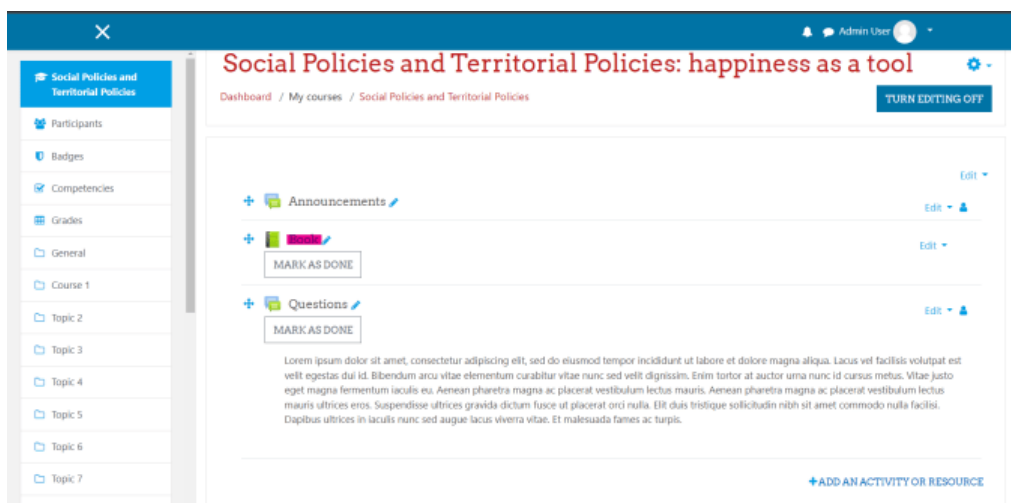 Admin User
Social Policies and
Territorial Policies
Participants
Badges
Competencies
Grades
General
Course 1
Topic 2
Topic 3
Topic 4
Topic 5
Topic 6
Topic 7
Social Policies and Territorial Policies: happiness as a tool
Dashboard / My courses / Social Policies and Territorial Policies
TURN EDITING OFF
Edit
Announcements
Edit
Book
Edit
MARK AS DONE
Questions
Edit
MARK AS DONE
Lorem ipsum dolor sit amet, consectetur adipiscing elit, sed do eiusmod tempor incididunt ut labore et dolore magna aliqua. Lacus vel facilisis volutpat est
velit egestas dui id. Bibendum arcu vitae elementum curabitur vitae nunc sed velit dignissim. Enim tortor at auctor urna nunc id cursus metus. Vitae justo
eget magna fermentum iaculis eu. Aenean pharetra magna ac placerat vestibulum lectus mauris. Aenean pharetra magna ac placerat vestibulum lectus
mauris ultrices eros. Suspendisse ultrices gravida dictum fusce ut placerat orci nulla. Elit duis tristique sollicitudin nibh sit amet commodo nulla facilisi.
Dapibus ultrices in iaculis nunc sed augue lacus viverra vitae. Et malesuada fames ac turpis.
+ADD AN ACTIVITY OR RESOURCE